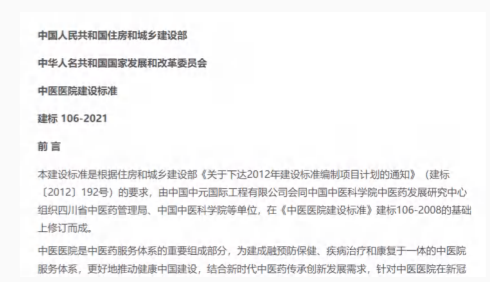 中国人民共和国住房和城乡建设部
中华人名共和国国家发展和改革委员会
中医医院建设标准
建标 106-2021
前 言
本建设标准是根据住房和城乡建设部《关于下达2012年建设标准编制项目计划的通知》（建标
〔2012〕192号）的要求，由中国中元国际工程有限公司会同中国中医科学院中医药发展研究中心
组织四川省中医药管理局、中国中医科学院等单位，在《中医医院建设标准》建标106-2008的基础
上修订而成。
中医医院是中医药服务体系的重要组成部分，为建成融预防保健、疾病治疗和康复于一体的中医院
服务体系，更好地推动健康中国建设，结合新时代中医药传承创新发展需求，针对中医医院在新冠